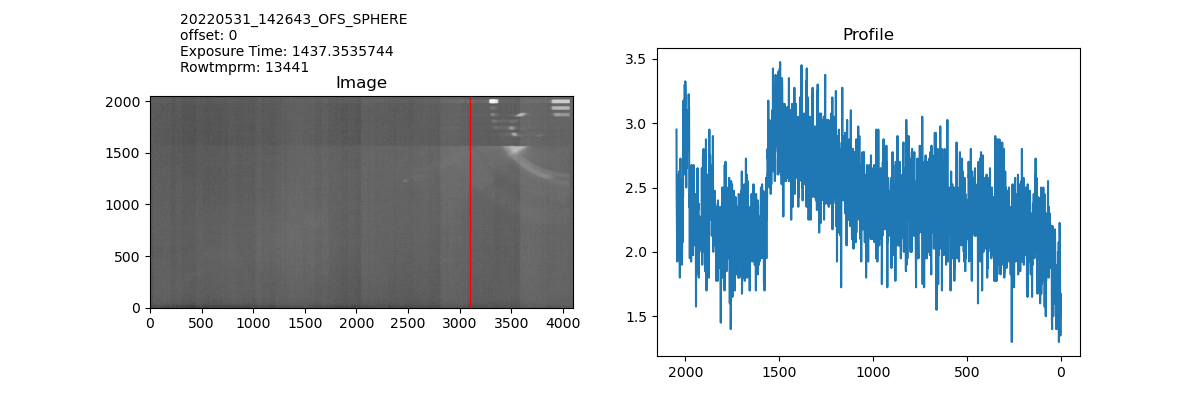 20220531_142643_OFS_SPHERE
offset: 0
Exposure Time: 1437.3535744
Rowtmprm: 13441
Image
2000
1500
1000
500
0
0 500 1000 1500 2000 2500 3000 3500 4000
Profile
3.5
3.0
2.5
2.0
1.5
2000 1500 1000 500 0